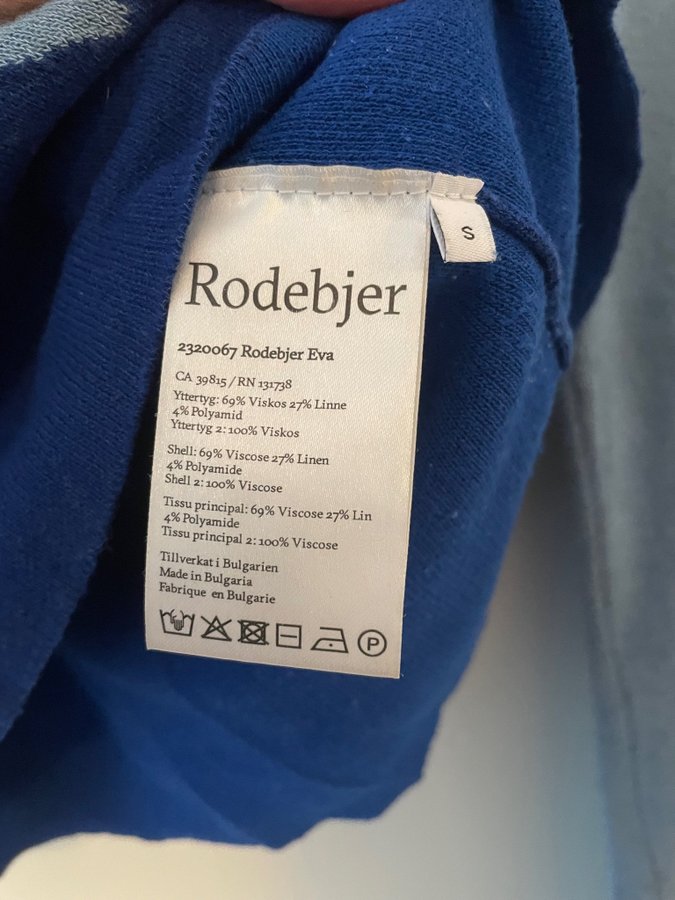 S
Rodebjer
2320067 Rodebjer Eva
CA 39815 / RN 131738
Yttertyg: 69% Viskos 27% Linne
4% Polyamid
Yttertyg 2: 100% Viskos
Shell: 69% Viscose 27% Linen
4% Polyamide
Shell 2: 100% Viscose
Tissu principal: 69% Viscose 27% Lin
4% Polyamide
Tissu principal 2: 100% Viscose
Tillverkat i Bulgarien
Made in Bulgaria
Fabrique en Bulgarie
P